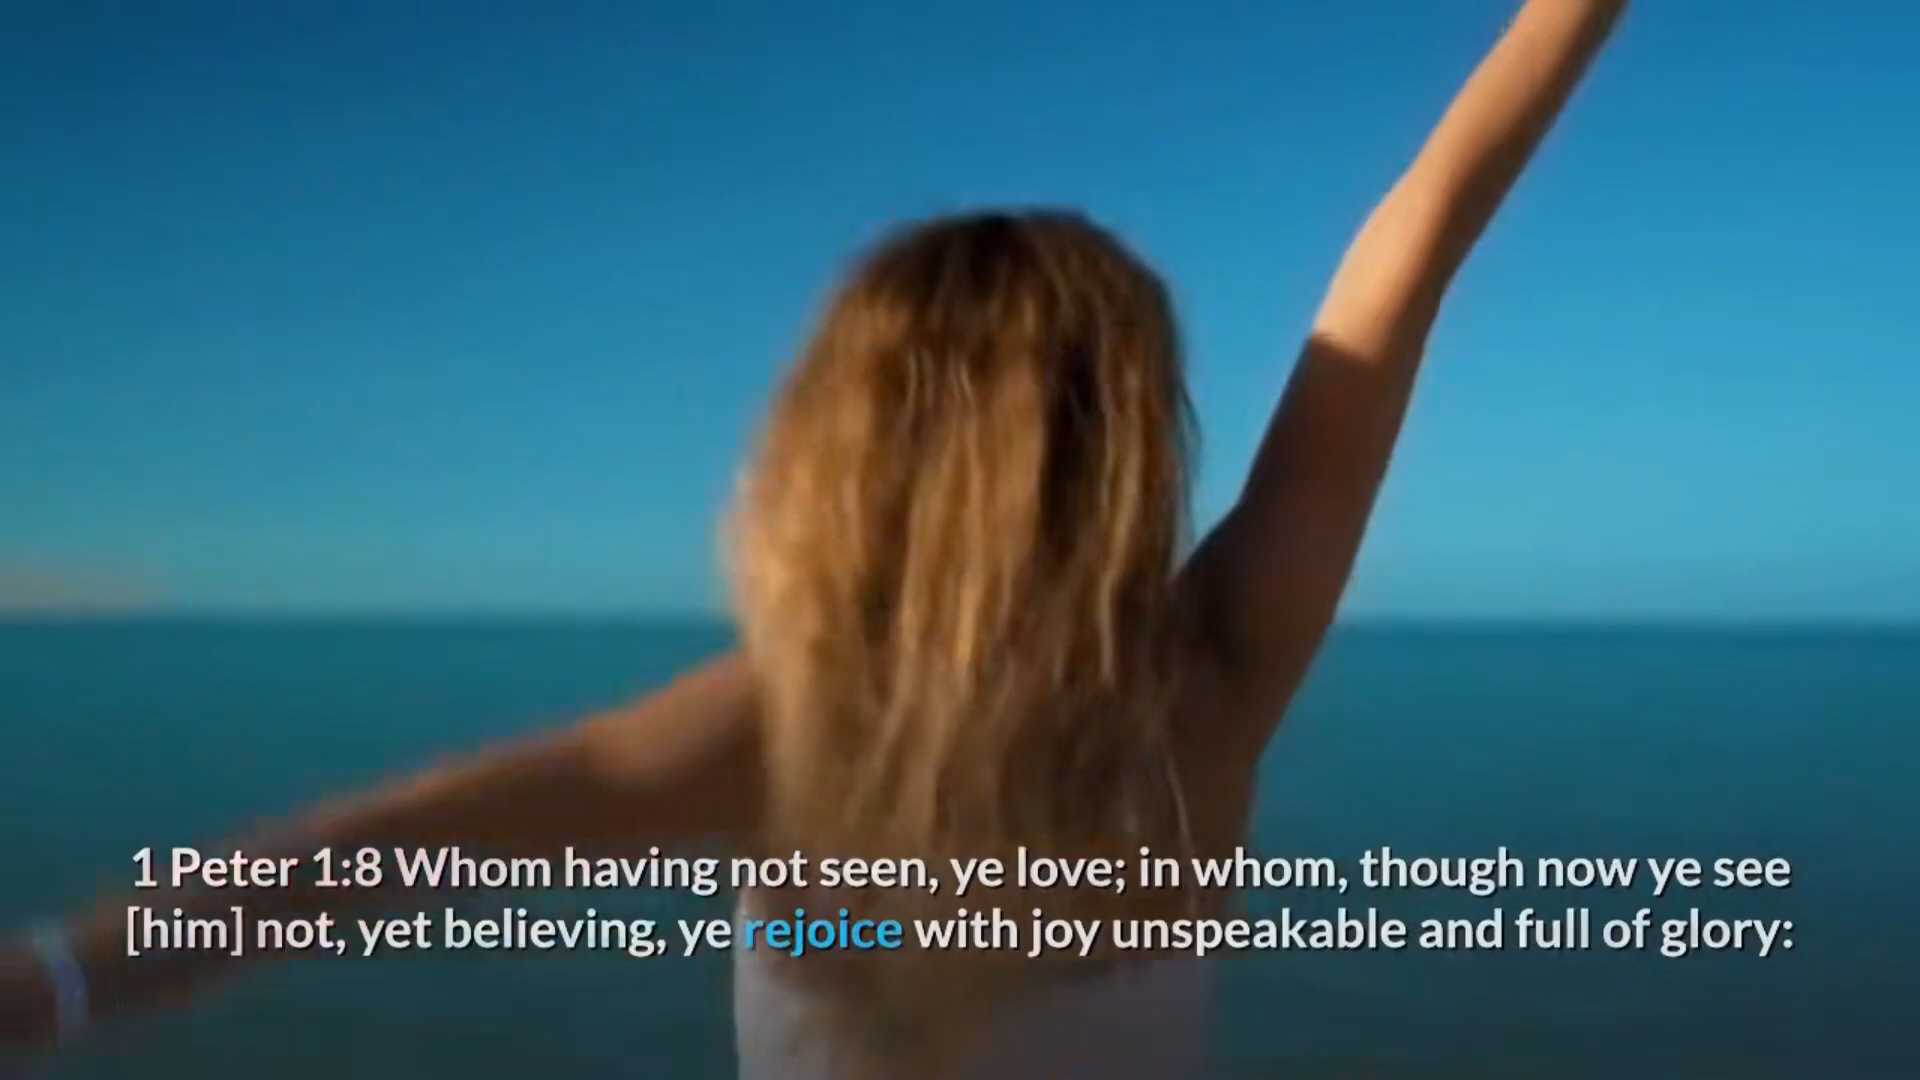 1 Peter 1:8 Whom having not seen, ye love; in whom, though now ye see
[him] not, yet believing, ye rejoice with joy unspeakable and full of glory: